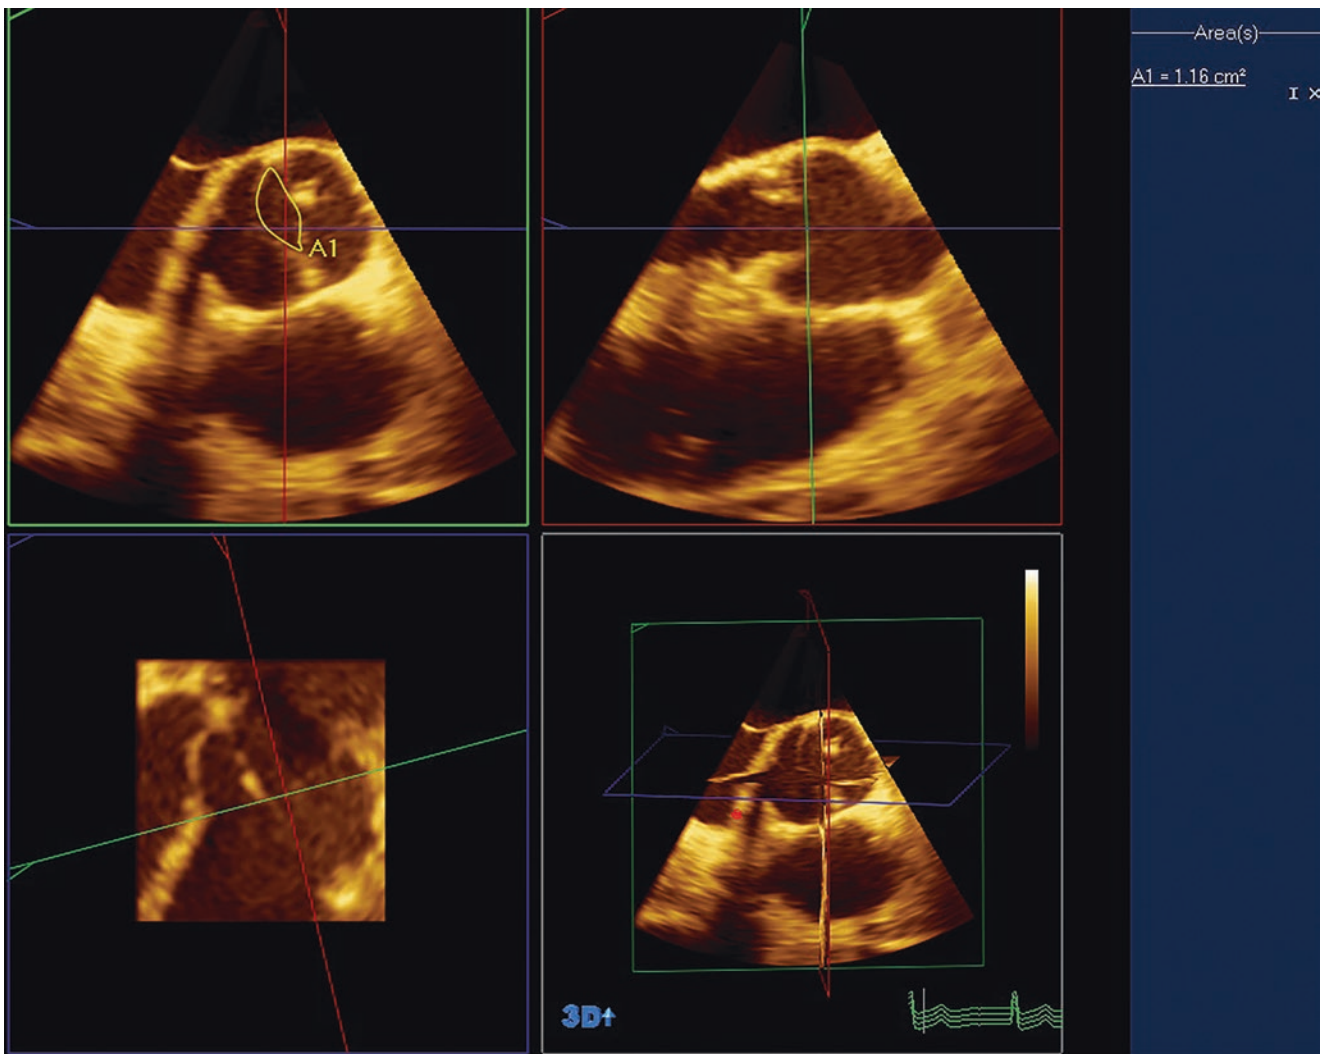 Area(s)
A1 = 1.16 cm²
I ×
A1
3D